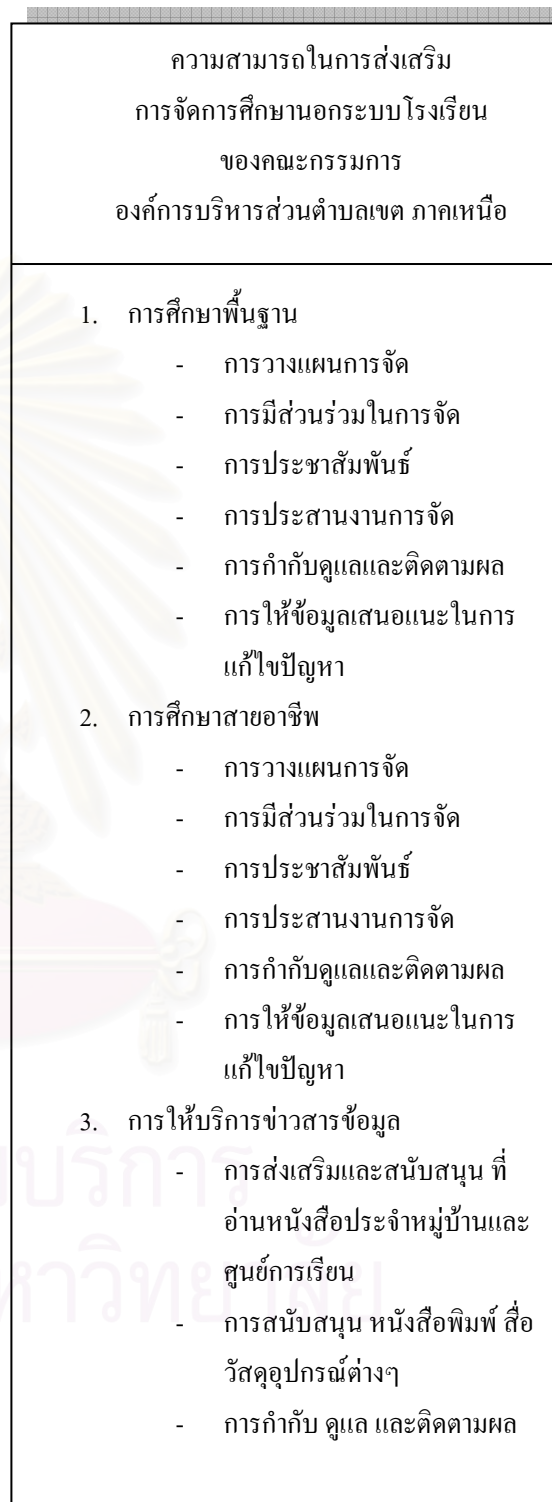 ความสามารถในการส่งเสริม
การจัดการศึกษานอกระบบโรงเรียน
ของคณะกรรมการ
องค์การบริหารส่วนตำบลเขต ภาคเหนือ
1. การศึกษาพื้นฐาน
- การวางแผนการจัด
- การมีส่วนร่วมในการจัด
- การประชาสัมพันธ์
- การประสานงานการจัด
- การกำกับดูแลและติดตามผล
- การให้ข้อมูลเสนอแนะในการ
แก้ไขปัญหา
2. การศึกษาสายอาชีพ
- การวางแผนการจัด
- การมีส่วนร่วมในการจัด
- การประชาสัมพันธ์
- การประสานงานการจัด
- การกำกับดูแลและติดตามผล
- การให้ข้อมูลเสนอแนะในการ
แก้ไขปัญหา
3. การให้บริการข่าวสารข้อมูล
- การส่งเสริมและสนับสนุน ที่
อ่านหนังสือประจำหมู่บ้านและ
ศูนย์การเรียน
- การสนับสนุน หนังสือพิมพ์ สื่อ
วัสดุอุปกรณ์ต่างๆ
- การกำกับ ดูแล และติดตามผล